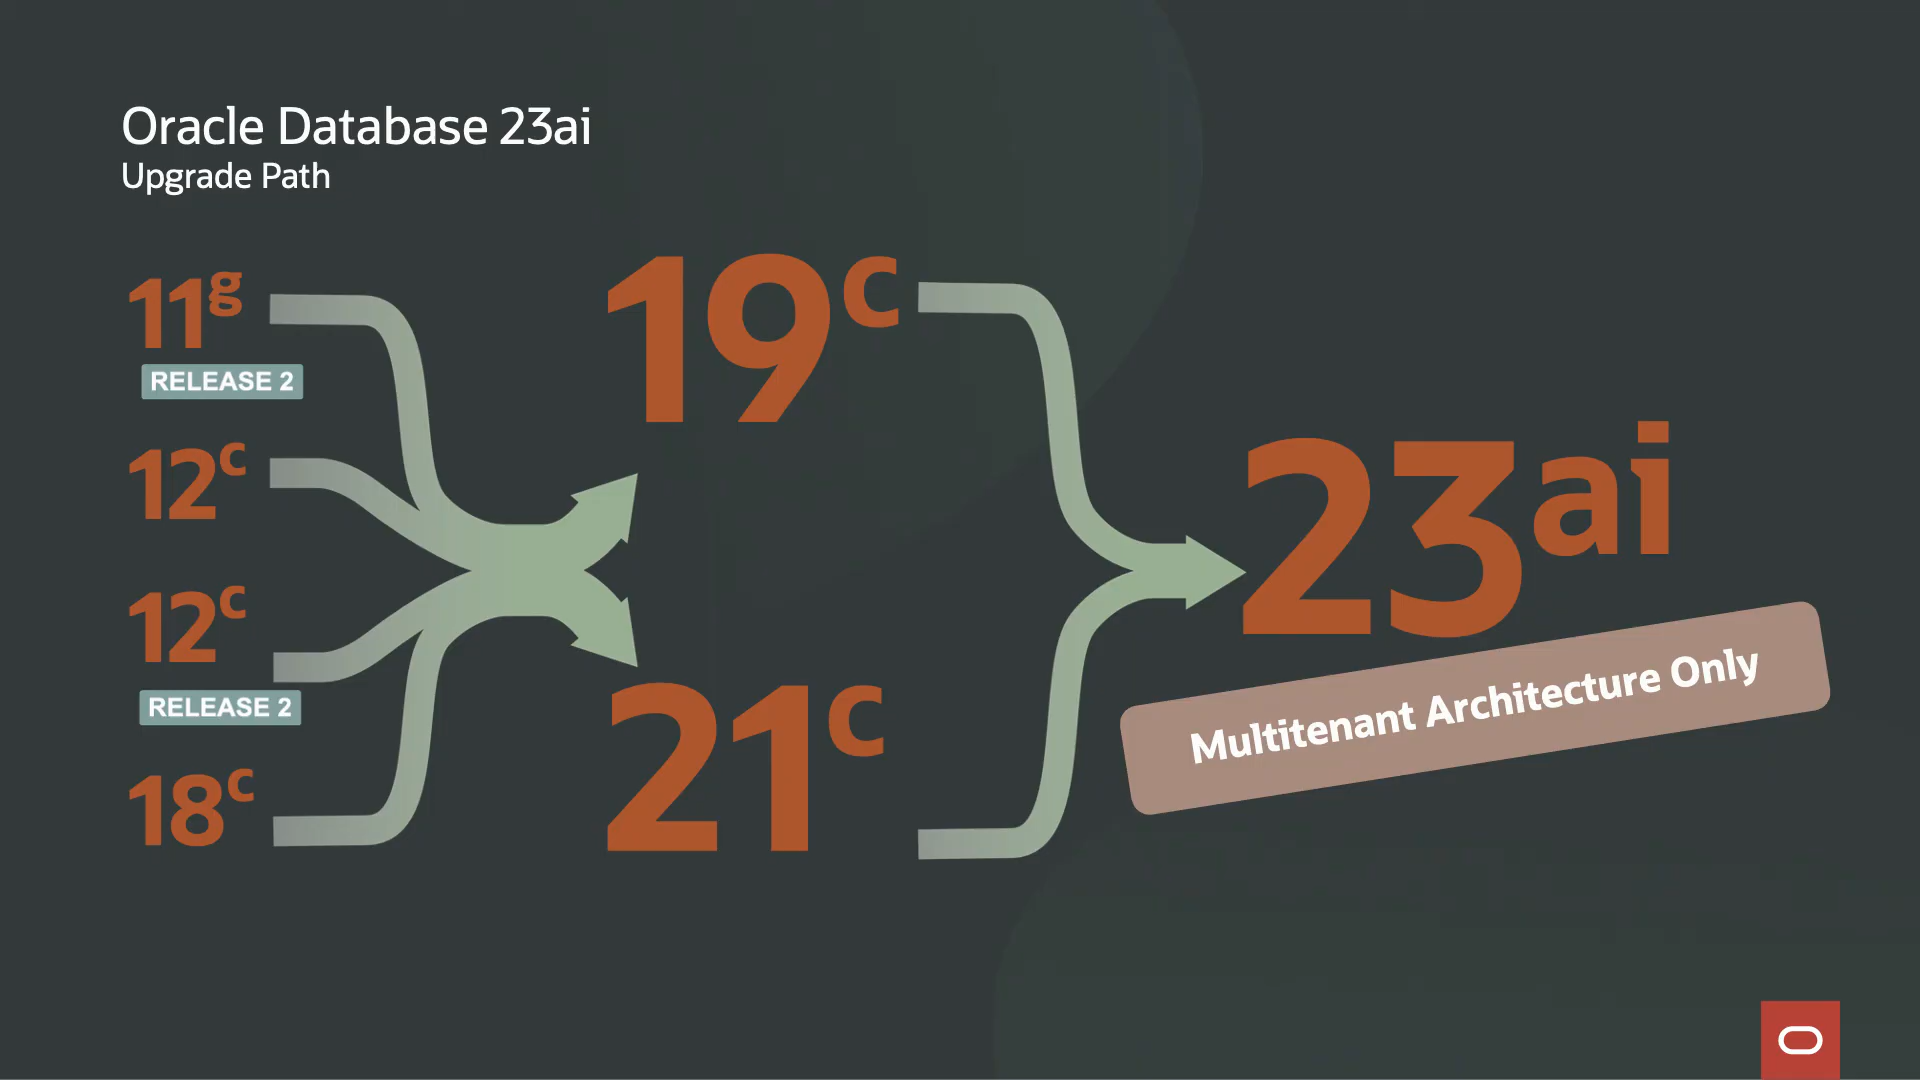 Oracle Database 23ai
Upgrade Path
11g
RELEASE 2
12c
12c
RELEASE 2
18c
19c
21c
23ai
Multitenant Architecture Only